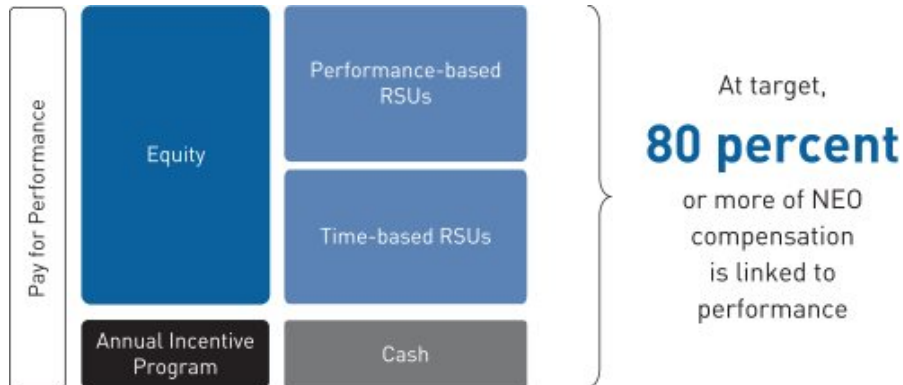 Pay for Performance
Equity
Performance-based
RSUs
Time-based RSUs
Annual Incentive
Program
Cash
At target,
80 percent
or more of NEO
compensation
is linked to
performance